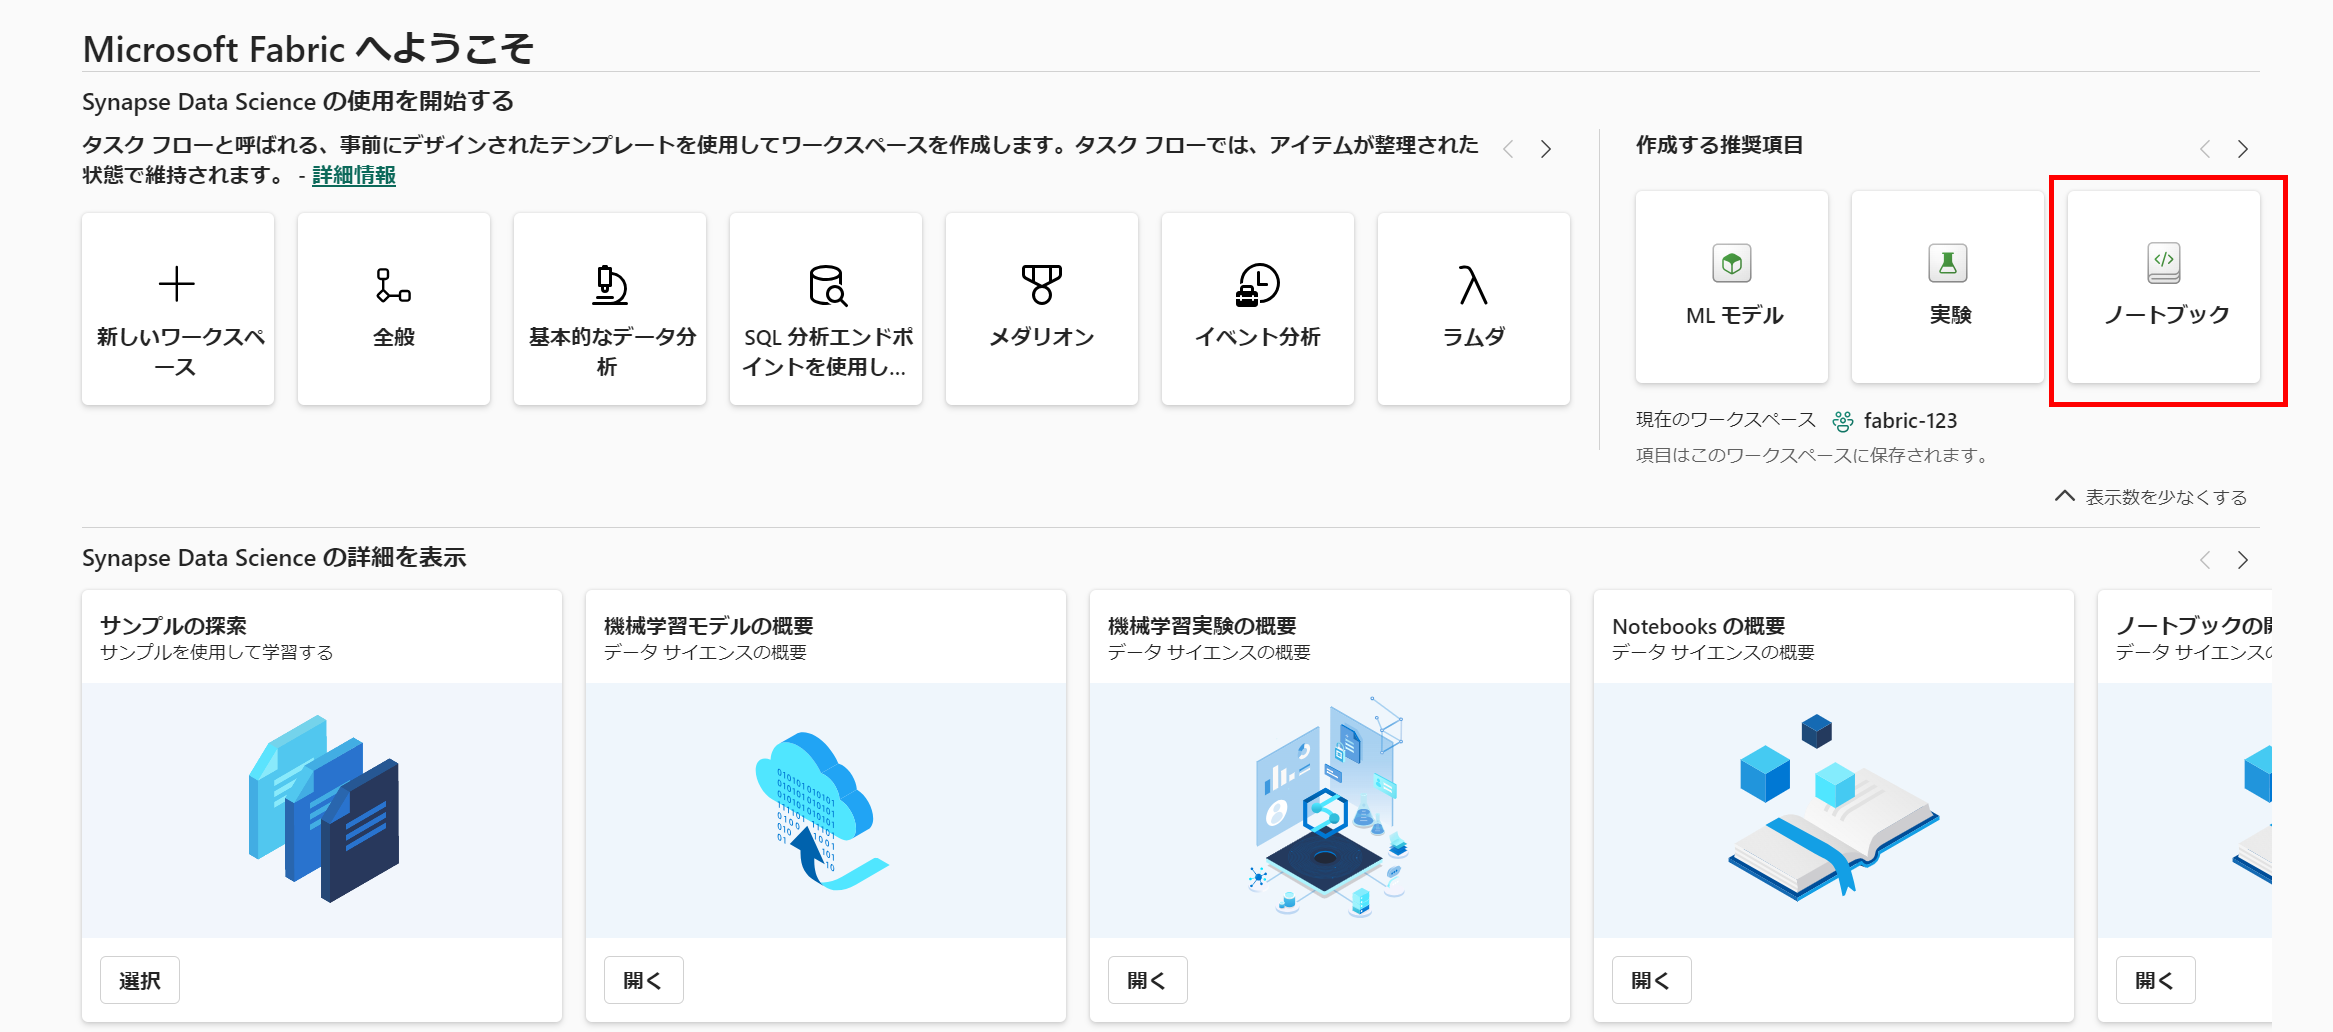 Microsoft Fabric へようこそ
Synapse Data Science の使用を開始する
タスク フローと呼ばれる、事前にデザインされたテンプレートを使用してワークスペースを作成します。タスク フローでは、アイテムが整理された
状態で維持されます。 - 詳細情報
新しいワークスペ
ース
全般
基本的なデータ分
析
SQL 分析エンドポ
イントを使用し...
メダリオン
イベント分析
ラムダ
作成する推奨項目
ML モデル
実験
ノートブック
現在のワークスペース fabric-123
項目はこのワークスペースに保存されます。
表示数を少なくする
Synapse Data Science の詳細を表示
サンプルの探索
サンプルを使用して学習する
選択
機械学習モデルの概要
データ サイエンスの概要
開く
機械学習実験の概要
データ サイエンスの概要
開く
Notebooks の概要
データ サイエンスの概要
開く
ノートブックの
データ サイエンス
開く